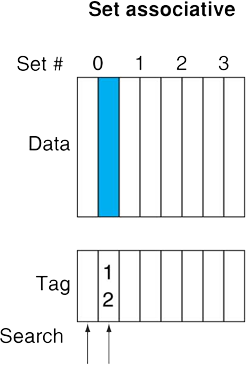 Set associative
Set # 0 1 2 3
Data
Tag 1
2
Search